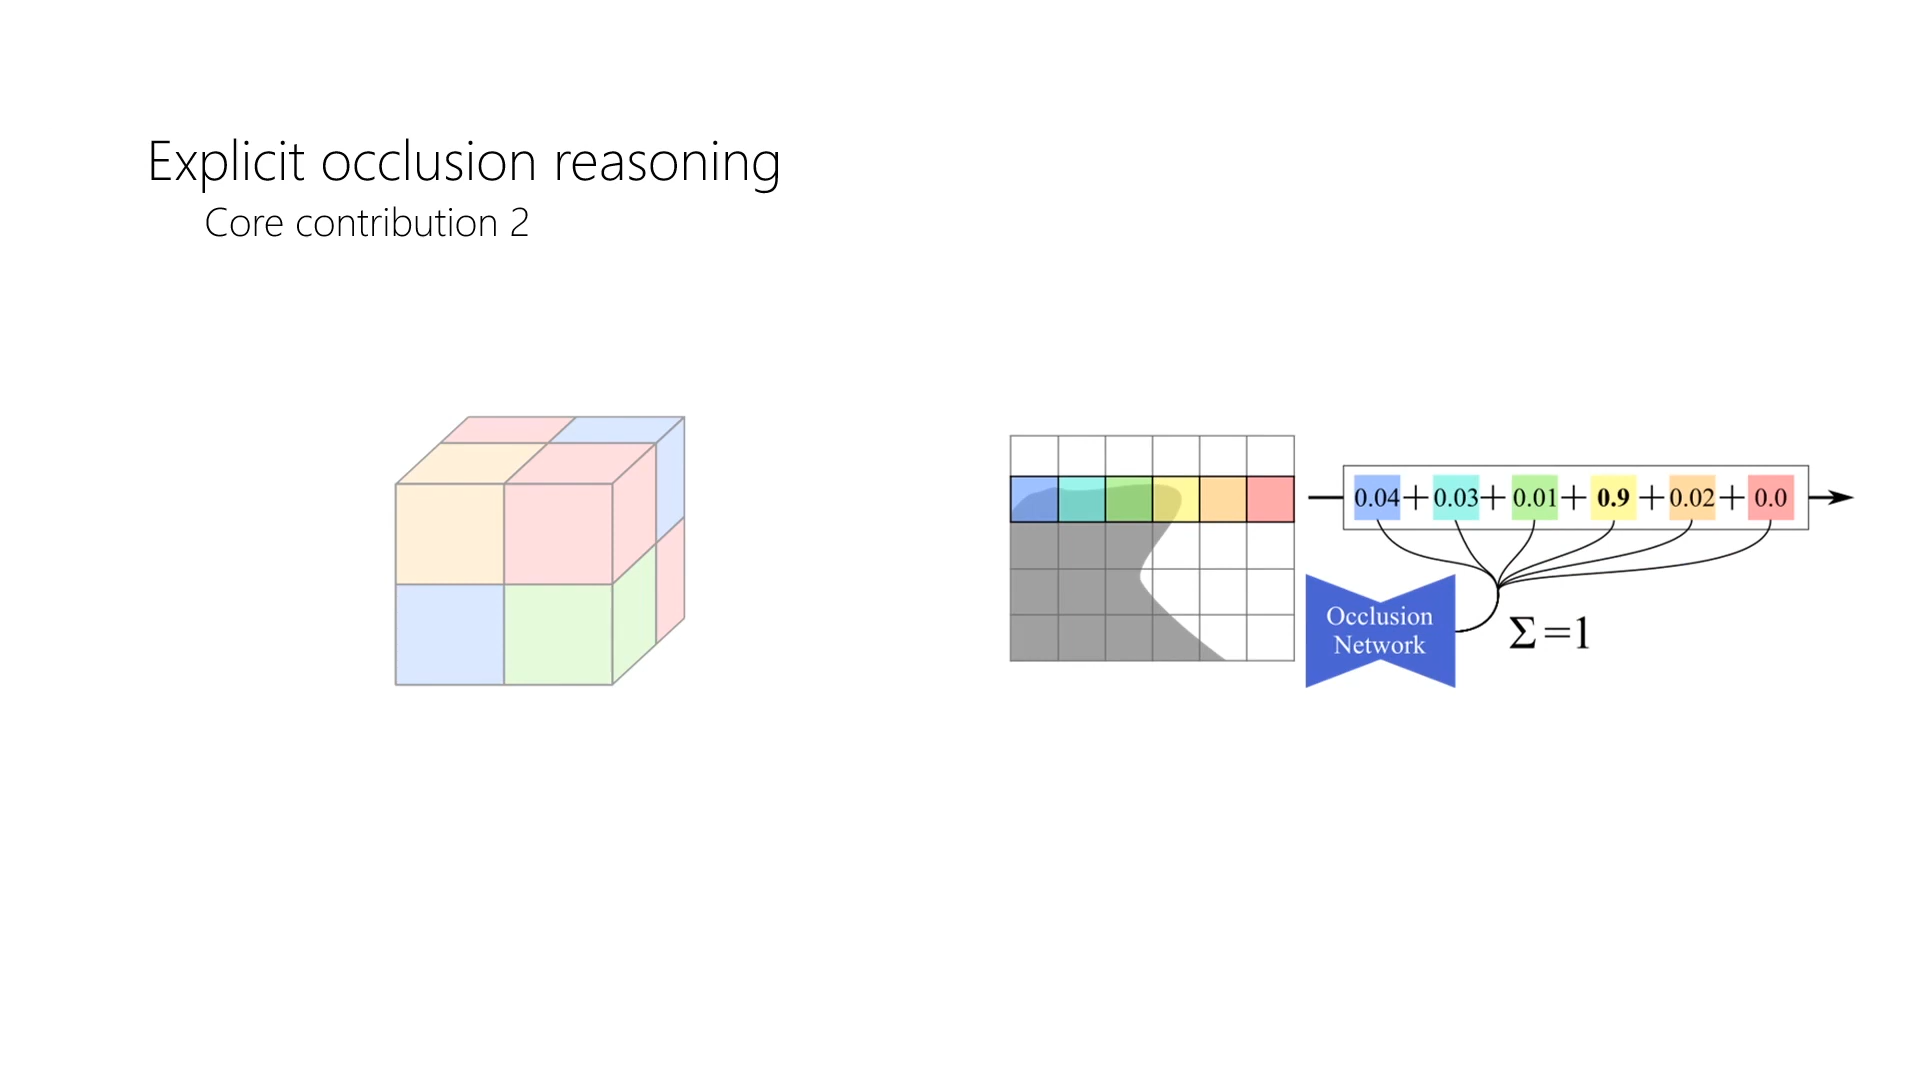 Explicit occlusion reasoning
Core contribution 2
0.04 + 0.03 + 0.01 + 0.9 + 0.02 + 0.0
Occlusion
Network
Σ=1